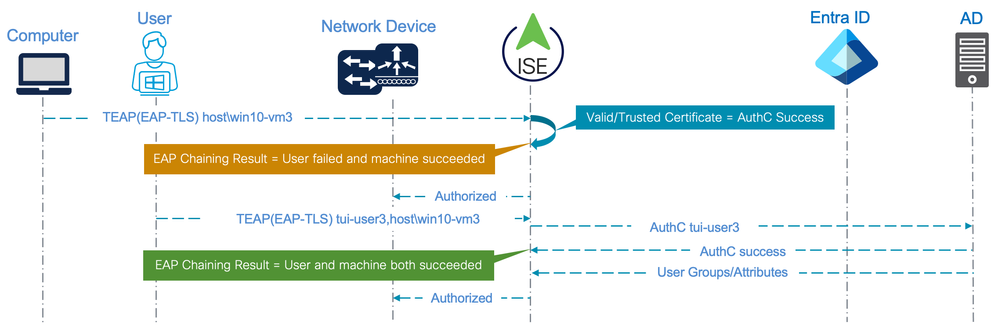 Computer
User
Network Device
ISE
Entra ID
AD
TEAP(EAP-TLS) host\win10-vm3
Valid/Trusted Certificate = AuthC Success
EAP Chaining Result = User failed and machine succeeded
Authorized
TEAP(EAP-TLS) tui-user3,host\win10-vm3
AuthC tui-user3
AuthC success
EAP Chaining Result = User and machine both succeeded
User Groups/Attributes
Authorized